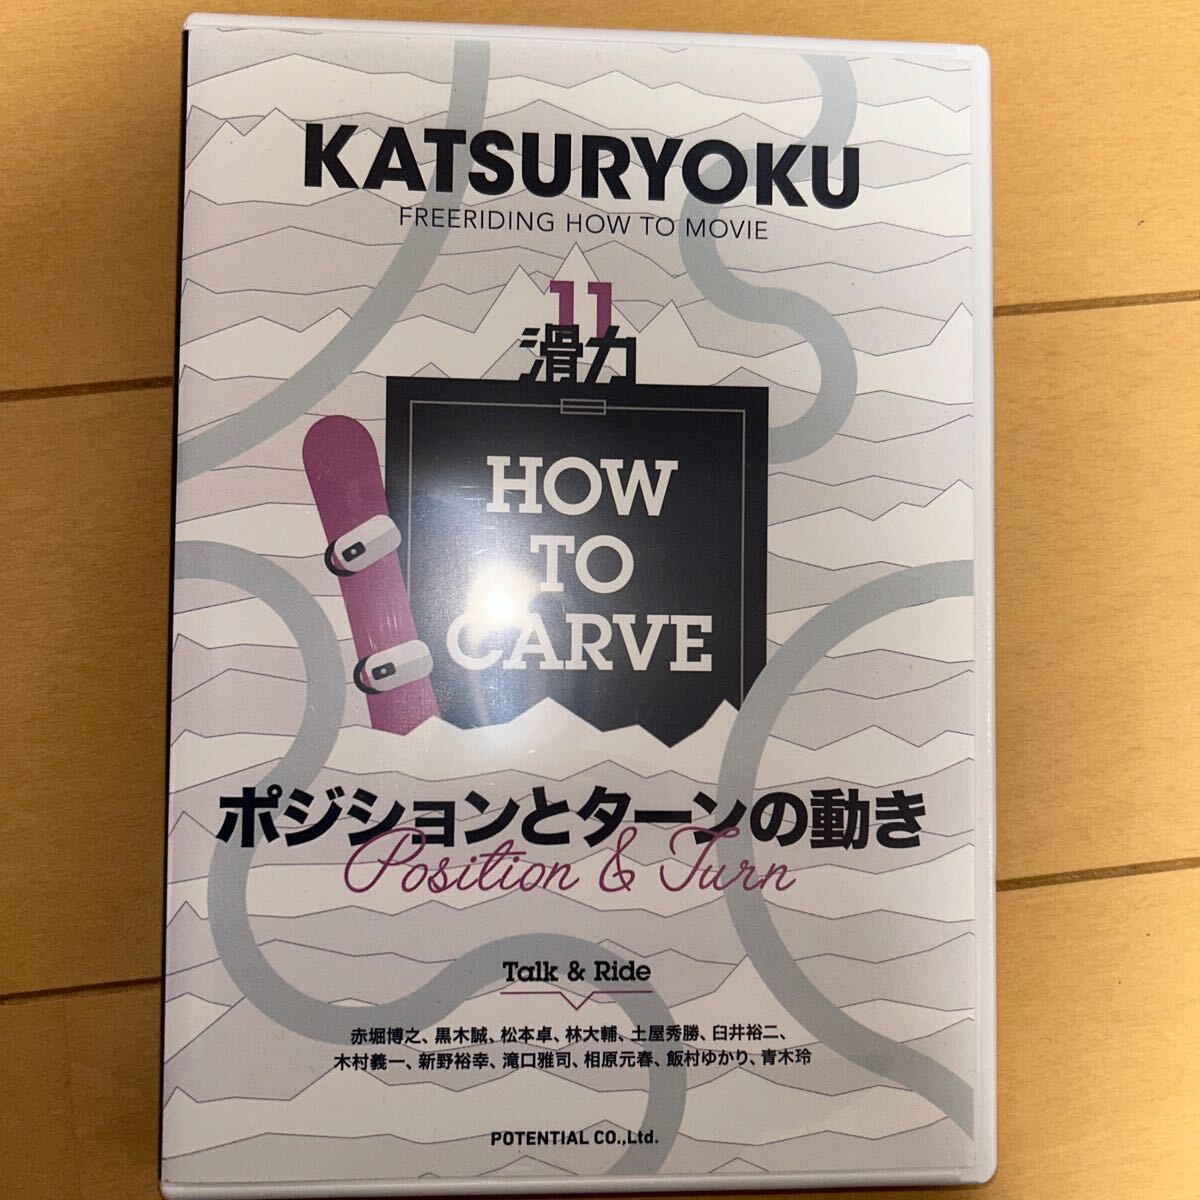 KATSURYOKU
FREERIDING HOW TO MOVIE
11
滑力
HOW
TO
CARVE
ポジションとターンの動き
Position & Turn
Talk & Ride
赤堀博之、黒木誠、松本卓、林大輔、土屋秀勝、臼井裕二、
木村義一、新野裕幸、滝口雅司、相原元春、飯村ゆかり、青木玲
POTENTIAL CO.,Ltd.